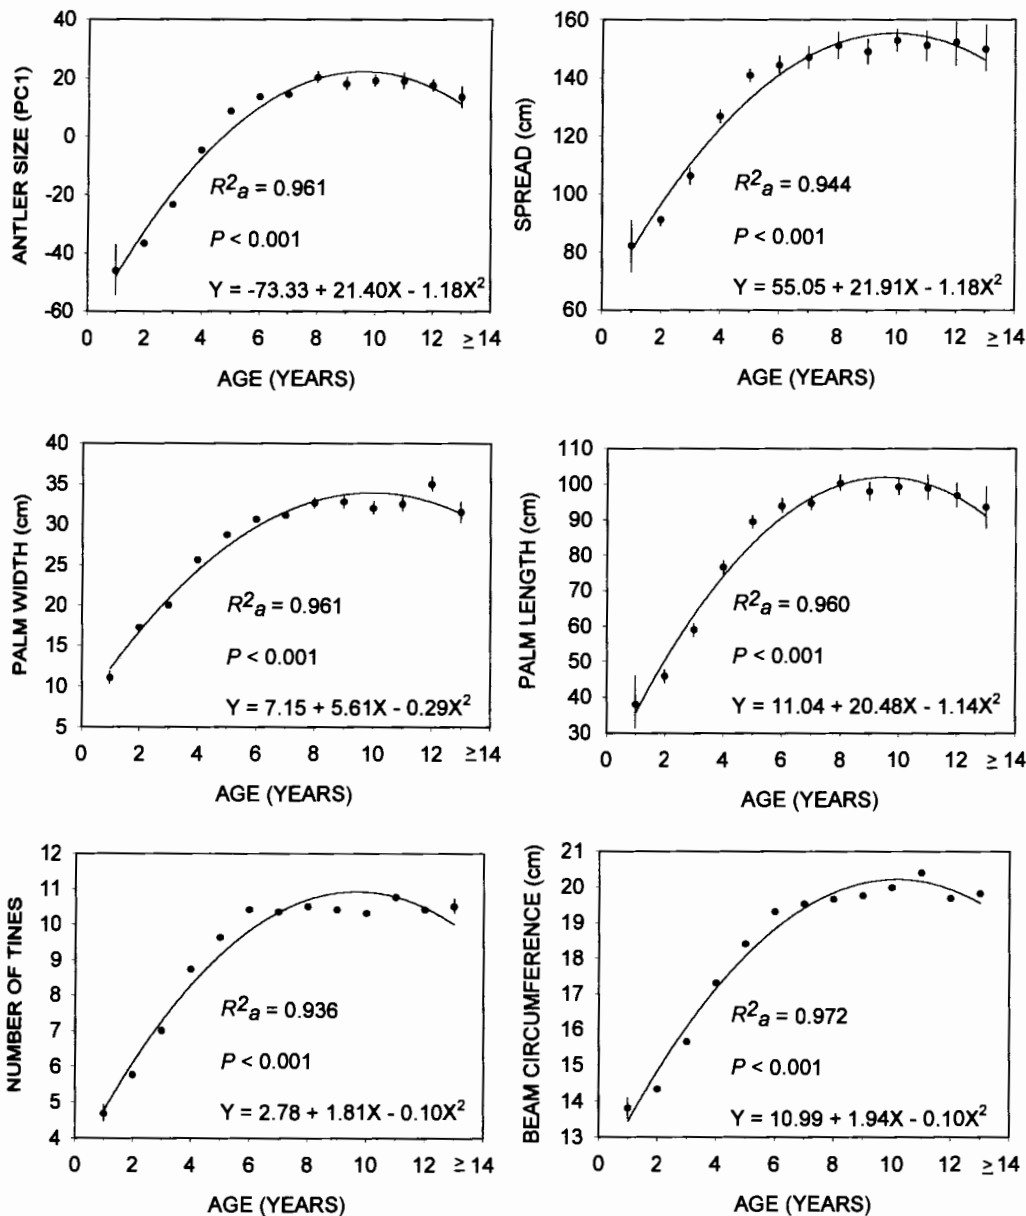 40
20
0
-20
-40
-60
ANTLER SIZE (PC1)
R²a = 0.961
P < 0.001
Y = -73.33 + 21.40X - 1.18X²
0 2 4 6 8 10 12 ≥ 14
AGE (YEARS)
160
140
120
100
80
60
SPREAD (cm)
R²a = 0.944
P < 0.001
Y = 55.05 + 21.91X - 1.18X²
0 2 4 6 8 10 12 ≥ 14
AGE (YEARS)
40
35
30
25
20
15
10
5
PALM WIDTH (cm)
R²a = 0.961
P < 0.001
Y = 7.15 + 5.61X - 0.29X²
0 2 4 6 8 10 12 ≥ 14
AGE (YEARS)
110
100
90
80
70
60
50
40
30
PALM LENGTH (cm)
R²a = 0.960
P < 0.001
Y = 11.04 + 20.48X - 1.14X²
0 2 4 6 8 10 12 ≥ 14
AGE (YEARS)
12
11
10
9
8
7
6
5
4
NUMBER OF TINES
R²a = 0.936
P < 0.001
Y = 2.78 + 1.81X - 0.10X²
0 2 4 6 8 10 12 ≥ 14
AGE (YEARS)
21
20
19
18
17
16
15
14
13
BEAM CIRCUMFERENCE (cm)
R²a = 0.972
P < 0.001
Y = 10.99 + 1.94X - 0.10X²
0 2 4 6 8 10 12 ≥ 14
AGE (YEARS)